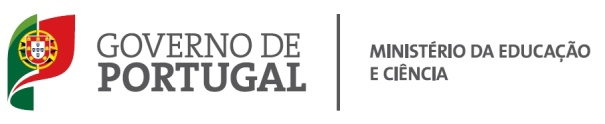 GOVERNO DE
PORTUGAL
MINISTÉRIO DA EDUCAÇÃO
E CIÊNCIA